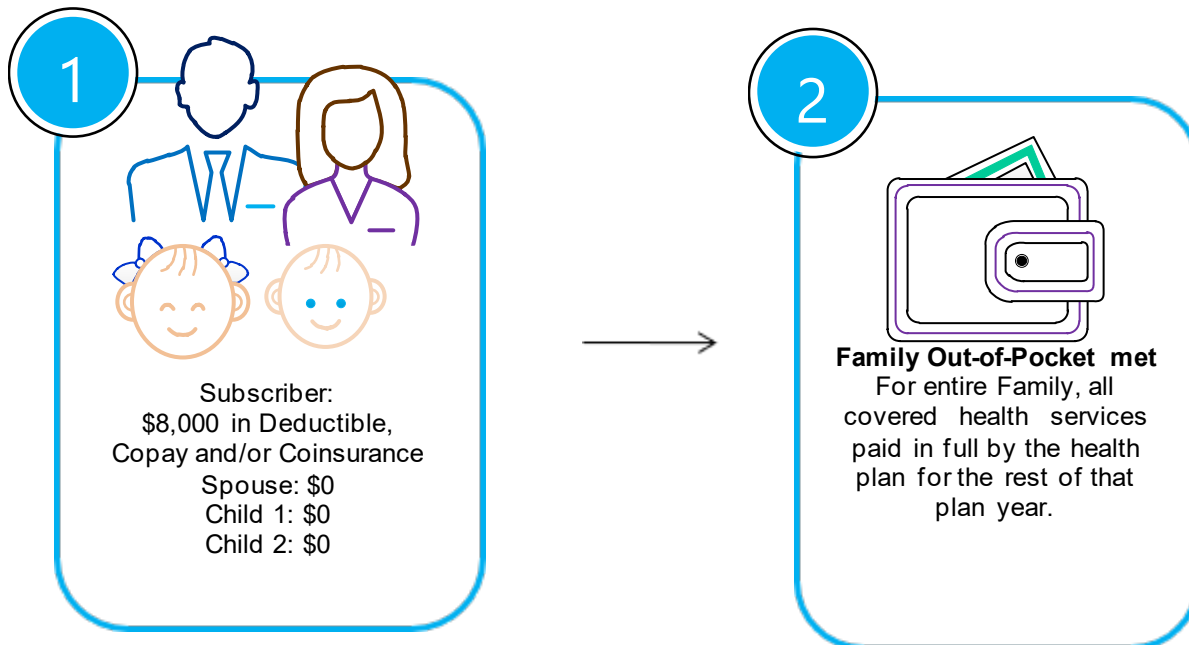 1
Subscriber:
$8,000 in Deductible,
Copay and/or Coinsurance
Spouse: $0
Child 1: $0
Child 2: $0
2
Family Out-of-Pocket met
For entire Family, all
covered health services
paid in full by the health
plan for the rest of that
plan year.